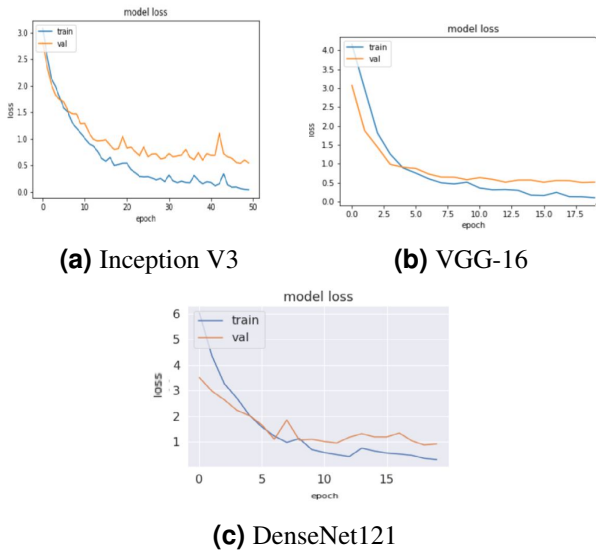 model loss
train
val
3.0
2.5
2.0
1.5
1.0
0.5
0.0
loss
0 10 20 30 40 50
epoch
(a) Inception V3
model loss
train
val
4.0
3.5
3.0
2.5
2.0
1.5
1.0
0.5
0.0
loss
0.0 2.5 5.0 7.5 10.0 12.5 15.0 17.5
epoch
(b) VGG-16
model loss
train
val
6
5
4
3
2
1
loss
0 5 10 15
epoch
(c) DenseNet121